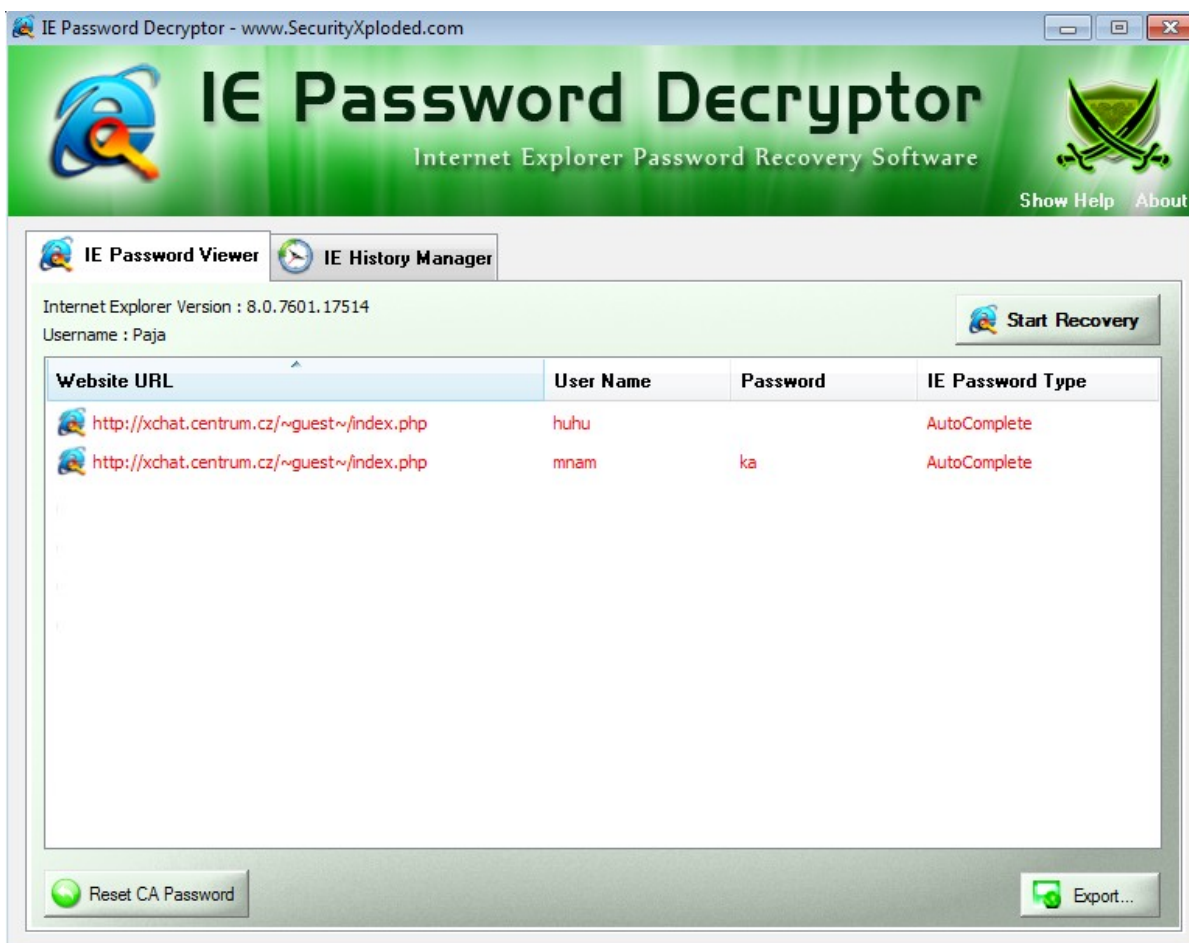 IE Password Decryptor - www.SecurityXploded.com
IE Password Decryptor
Internet Explorer Password Recovery Software
Show Help About
IE Password Viewer IE History Manager
Internet Explorer Version : 8.0.7601.17514
Start Recovery
Username : Paja
Website URL User Name Password IE Password Type
http://xchat.centrum.cz/~guest~/index.php huhu AutoComplete
http://xchat.centrum.cz/~guest~/index.php mnam ka AutoComplete
Reset CA Password Export...